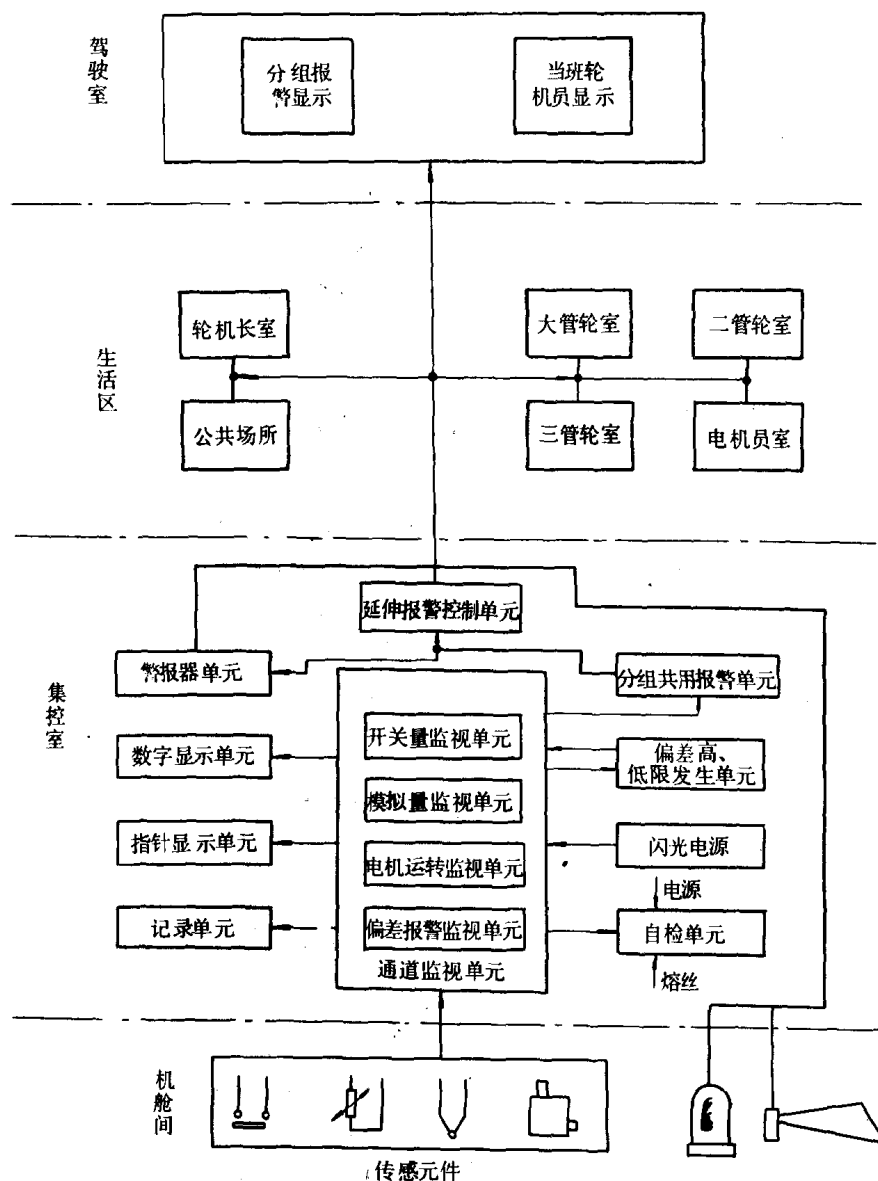 驾驶室
分组报
警显示
当班轮
机员显示
生活区
轮机长室
大管轮室
二管轮室
公共场所
三管轮室
电机员室
集控室
延伸报警控制单元
警报器单元
分组共用报警单元
开关量监视单元
数字显示单元
偏差高、
低限发生单元
模拟量监视单元
指针显示单元
闪光电源
电机运转监视单元
电源
记录单元
偏差报警监视单元
自检单元
通道监视单元
熔丝
机舱间
传感元件